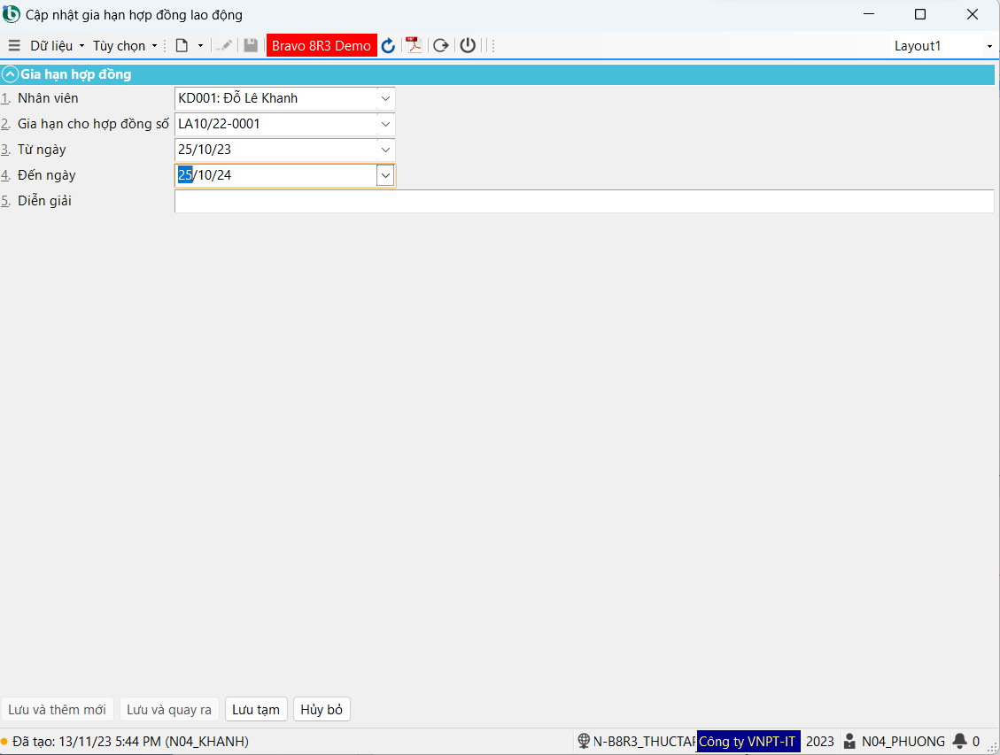 Cập nhật gia hạn hợp đồng lao động
Dữ liệu Tùy chọn Bravo 8R3 Demo Layout1
Gia hạn hợp đồng
1. Nhân viên KD001: Đỗ Lê Khanh
2. Gia hạn cho hợp đồng số LA10/22-0001
3. Từ ngày 25/10/23
4. Đến ngày 25/10/24
5. Diễn giải
Lưu và thêm mới Lưu và quay ra Lưu tạm Hủy bỏ
Đã tạo: 13/11/23 5:44 PM (N04_KHANH) N-B8R3_THUCTAP Công ty VNPT-IT 2023 N04_PHUONG 0